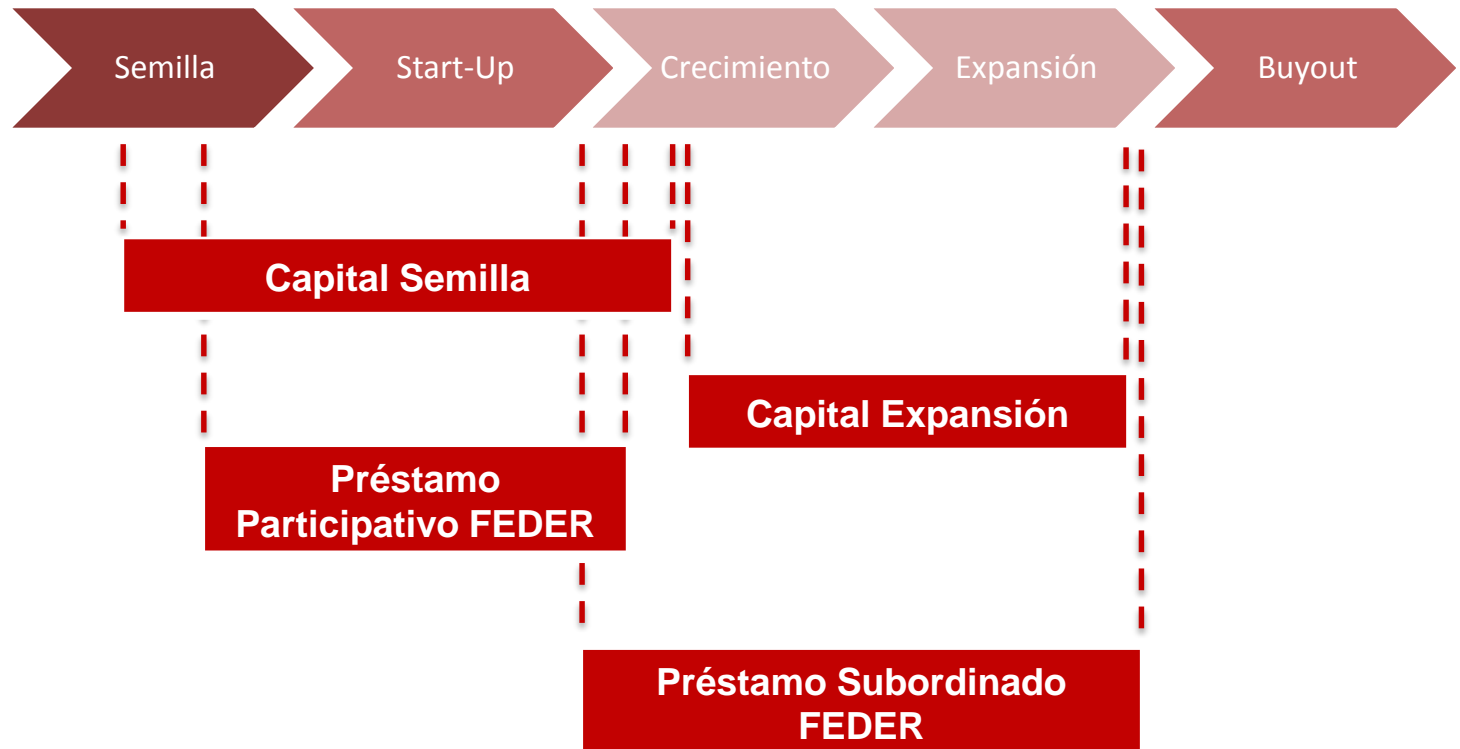 Semilla
Start-Up
Crecimiento
Expansión
Buyout
Capital Semilla
Capital Expansión
Préstamo
Participativo FEDER
Préstamo Subordinado
FEDER